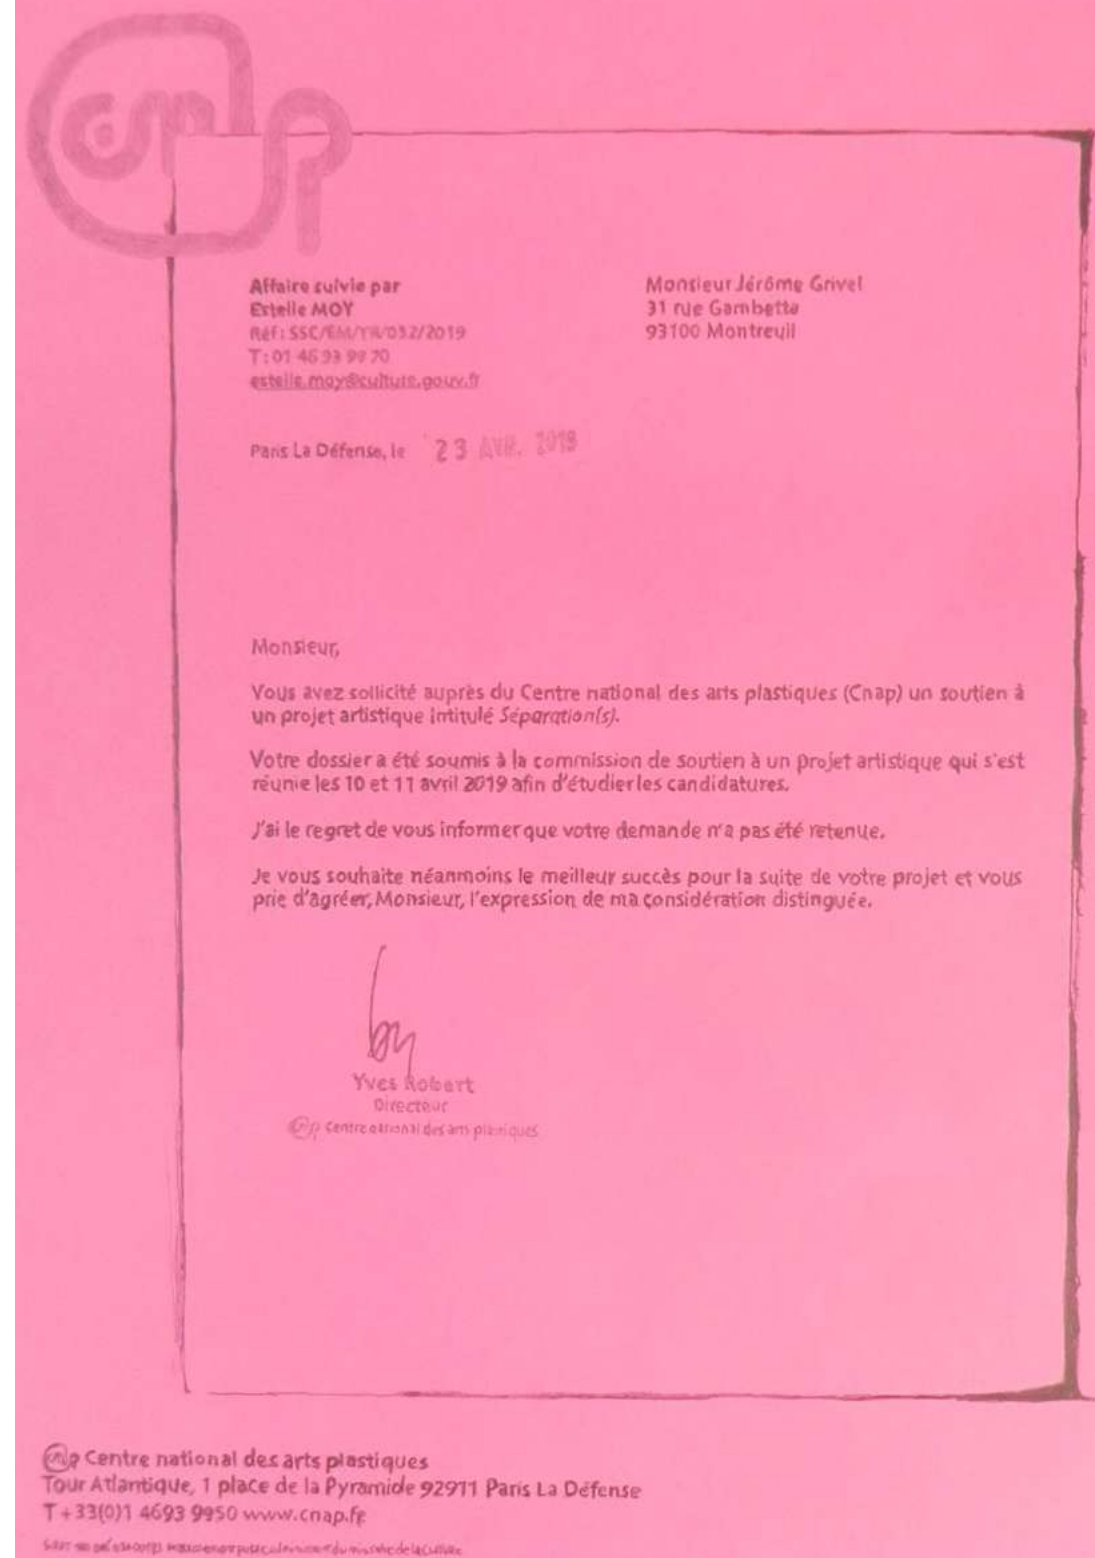 cnap
Affaire suivie par
Estelle MOY
Réf : SSC/EM/YR/032/2019
T : 01 46 93 99 70
estelle.moy@culture.gouv.fr
Monsieur Jérôme Grivel
31 rue Gambetta
93100 Montreuil
Paris La Défense, le 23 AVR. 2019
Monsieur,
Vous avez sollicité auprès du Centre national des arts plastiques (Cnap) un soutien à
un projet artistique intitulé Séparation(s).
Votre dossier a été soumis à la commission de soutien à un projet artistique qui s'est
réunie les 10 et 11 avril 2019 afin d'étudier les candidatures.
J'ai le regret de vous informer que votre demande n'a pas été retenue.
Je vous souhaite néanmoins le meilleur succès pour la suite de votre projet et vous
prie d'agréer, Monsieur, l'expression de ma considération distinguée.
Yves Robert
Directeur
cnap Centre national des arts plastiques
cnap Centre national des arts plastiques
Tour Atlantique, 1 place de la Pyramide 92911 Paris La Défense
T +33(0)1 4693 9950 www.cnap.fr